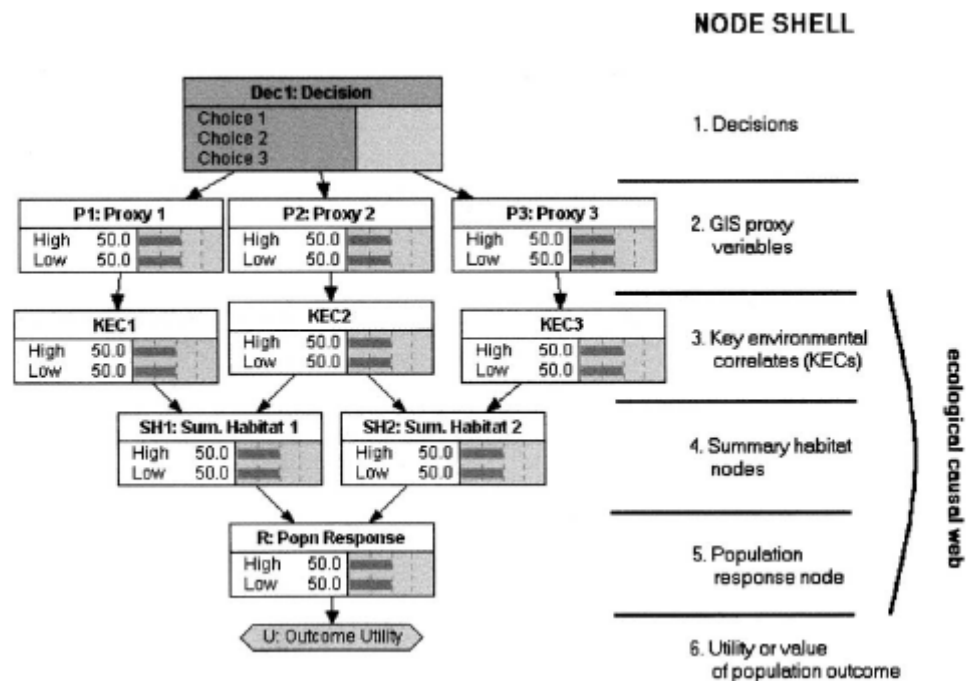 NODE SHELL
Dec1: Decision
Choice 1
Choice 2
Choice 3
1. Decisions
P1: Proxy 1
High 50.0
Low 50.0
P2: Proxy 2
High 50.0
Low 50.0
P3: Proxy 3
High 50.0
Low 50.0
2. GIS proxy
variables
KEC1
High 50.0
Low 50.0
KEC2
High 50.0
Low 50.0
KEC3
High 50.0
Low 50.0
3. Key environmental
correlates (KECs)
SH1: Sum. Habitat 1
High 50.0
Low 50.0
SH2: Sum. Habitat 2
High 50.0
Low 50.0
4. Summary habitat
nodes
R: Popn Response
High 50.0
Low 50.0
5. Population
response node
U: Outcome Utility
6. Utility or value
of population outcome
ecological causal web